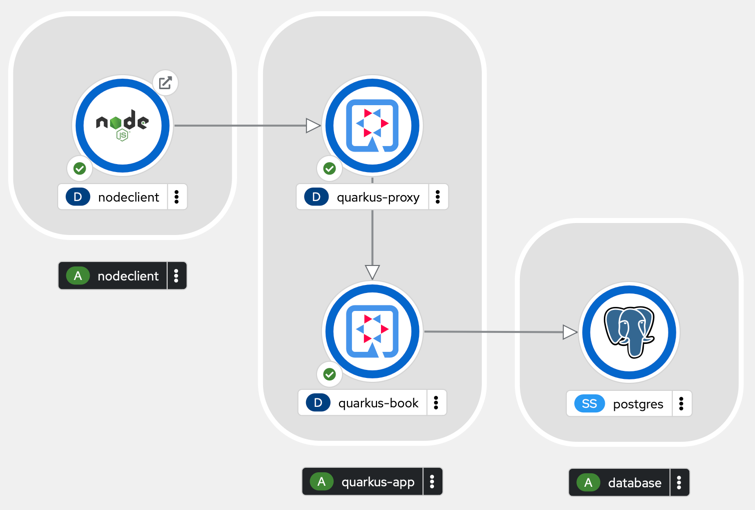 node
JS
D nodeclient
A nodeclient
D quarkus-proxy
D quarkus-book
A quarkus-app
SS postgres
A database